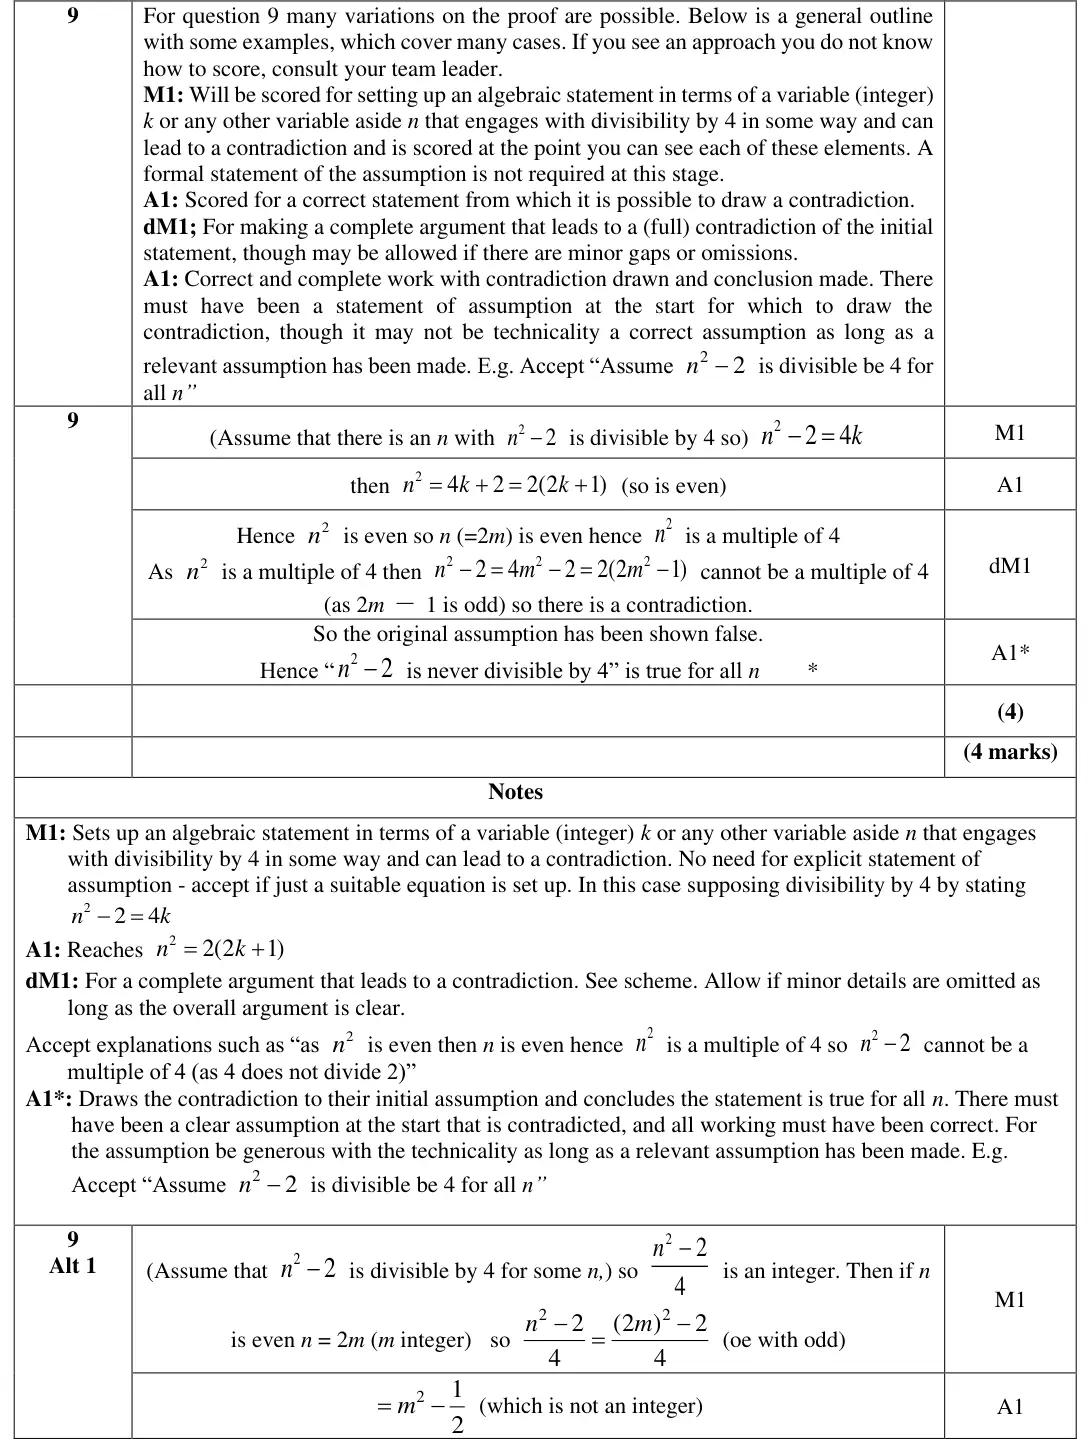 9
For question 9 many variations on the proof are possible. Below is a general outline
with some examples, which cover many cases. If you see an approach you do not know
how to score, consult your team leader.
M1: Will be scored for setting up an algebraic statement in terms of a variable (integer)
k or any other variable aside n that engages with divisibility by 4 in some way and can
lead to a contradiction and is scored at the point you can see each of these elements. A
formal statement of the assumption is not required at this stage.
A1: Scored for a correct statement from which it is possible to draw a contradiction.
dM1; For making a complete argument that leads to a (full) contradiction of the initial
statement, though may be allowed if there are minor gaps or omissions.
A1: Correct and complete work with contradiction drawn and conclusion made. There
must have been a statement of assumption at the start for which to draw the
contradiction, though it may not be technicality a correct assumption as long as a
relevant assumption has been made. E.g. Accept “Assume n² − 2 is divisible be 4 for
all n”
9
(Assume that there is an n with n² − 2 is divisible by 4 so) n² − 2 = 4k
M1
then n² = 4k + 2 = 2(2k + 1) (so is even)
A1
Hence n² is even so n (=2m) is even hence n² is a multiple of 4
As n² is a multiple of 4 then n² − 2 = 4m² − 2 = 2(2m² − 1) cannot be a multiple of 4
(as 2m − 1 is odd) so there is a contradiction.
dM1
So the original assumption has been shown false.
Hence “n² − 2 is never divisible by 4” is true for all n *
A1*
(4)
(4 marks)
Notes
M1: Sets up an algebraic statement in terms of a variable (integer) k or any other variable aside n that engages
with divisibility by 4 in some way and can lead to a contradiction. No need for explicit statement of
assumption - accept if just a suitable equation is set up. In this case supposing divisibility by 4 by stating
n² − 2 = 4k
A1: Reaches n² = 2(2k + 1)
dM1: For a complete argument that leads to a contradiction. See scheme. Allow if minor details are omitted as
long as the overall argument is clear.
Accept explanations such as “as n² is even then n is even hence n² is a multiple of 4 so n² − 2 cannot be a
multiple of 4 (as 4 does not divide 2)”
A1*: Draws the contradiction to their initial assumption and concludes the statement is true for all n. There must
have been a clear assumption at the start that is contradicted, and all working must have been correct. For
the assumption be generous with the technicality as long as a relevant assumption has been made. E.g.
Accept “Assume n² − 2 is divisible be 4 for all n”
9
Alt 1
(Assume that n² − 2 is divisible by 4 for some n,) so (n² − 2)/4 is an integer. Then if n
is even n = 2m (m integer) so (n² − 2)/4 = ((2m)² − 2)/4 (oe with odd)
M1
= m² − 1/2 (which is not an integer)
A1